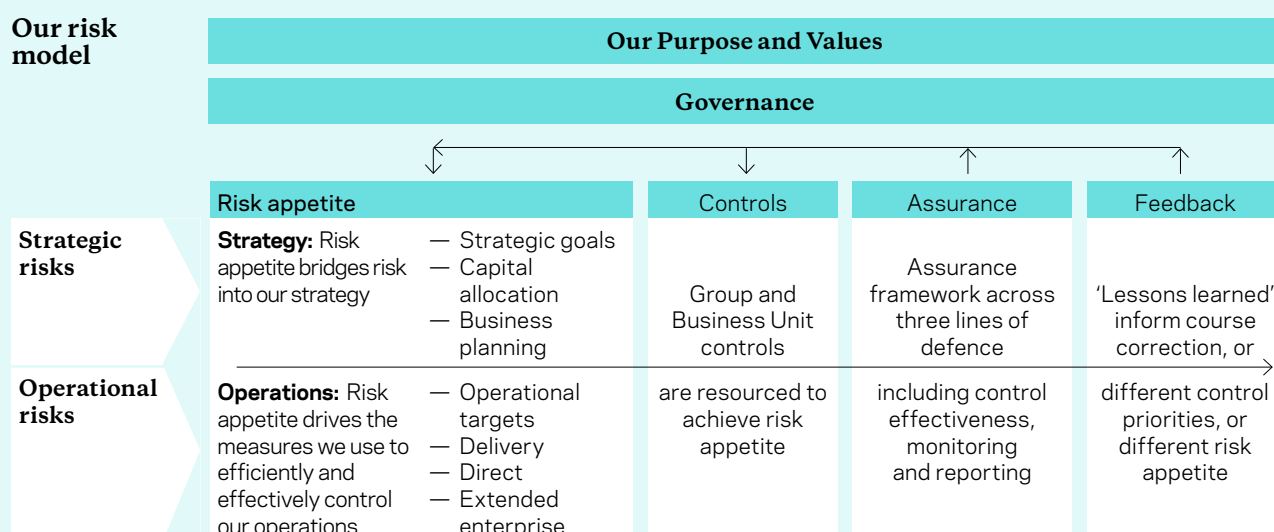 Our risk
model
Our Purpose and Values
Governance
Risk appetite
Controls
Assurance
Feedback
Strategic
risks
Strategy: Risk
appetite bridges risk
into our strategy
— Strategic goals
— Capital
allocation
— Business
planning
Group and
Business Unit
controls
Assurance
framework across
three lines of
defence
‘Lessons learned’
inform course
correction, or
Operational
risks
Operations: Risk
appetite drives the
measures we use to
efficiently and
effectively control
our operations
— Operational
targets
— Delivery
— Direct
— Extended
enterprise
are resourced to
achieve risk
appetite
including control
effectiveness,
monitoring
and reporting
different control
priorities, or
different risk
appetite